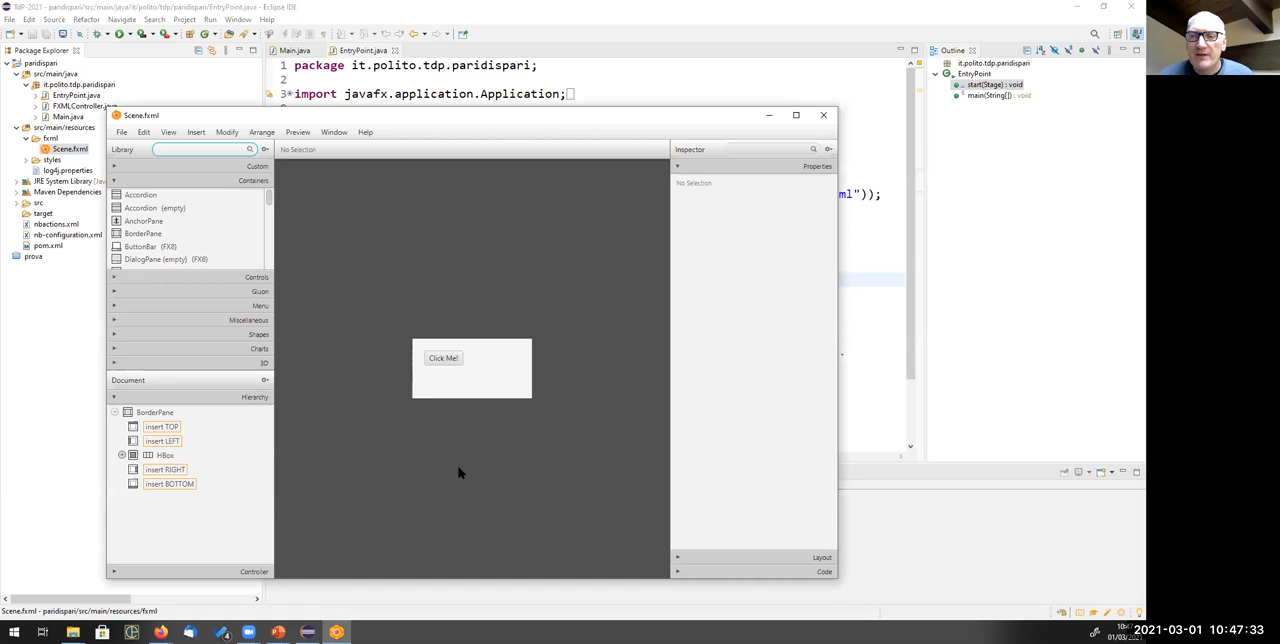 TdP-2021 - paridispari/src/main/java/it/polito/tdp/paridispari/EntryPoint.java - Eclipse IDE
File Edit Source Refactor Navigate Search Project Run Window Help
Package Explorer
paridispari
src/main/java
it.polito.tdp.paridispari
EntryPoint.java
FXMLController.java
Main.java
src/main/resources
fxml
Scene.fxml
styles
log4j.properties
JRE System Library [Jav
Maven Dependencies
src
target
nbactions.xml
nb-configuration.xml
pom.xml
prova
Main.java
EntryPoint.java
1 package it.polito.tdp.paridispari;
2
3 import javafx.application.Application;
ml"));
.
Outline
it.polito.tdp.paridispari
EntryPoint
start(Stage) : void
main(String[]) : void
Scene.fxml
File Edit View Insert Modify Arrange Preview Window Help
Library
Custom
Containers
Accordion
Accordion (empty)
AnchorPane
BorderPane
ButtonBar (FX8)
DialogPane (empty) (FX8)
Controls
Gluon
Menu
Miscellaneous
Shapes
Charts
3D
Document
Hierarchy
BorderPane
insert TOP
insert LEFT
HBox
insert RIGHT
insert BOTTOM
Controller
No Selection
Click Me!
Inspector
Properties
No Selection
Layout
Code
Scene.fxml - paridispari/src/main/resources/fxml
2021-03-01 10:47:33
01/03/2021